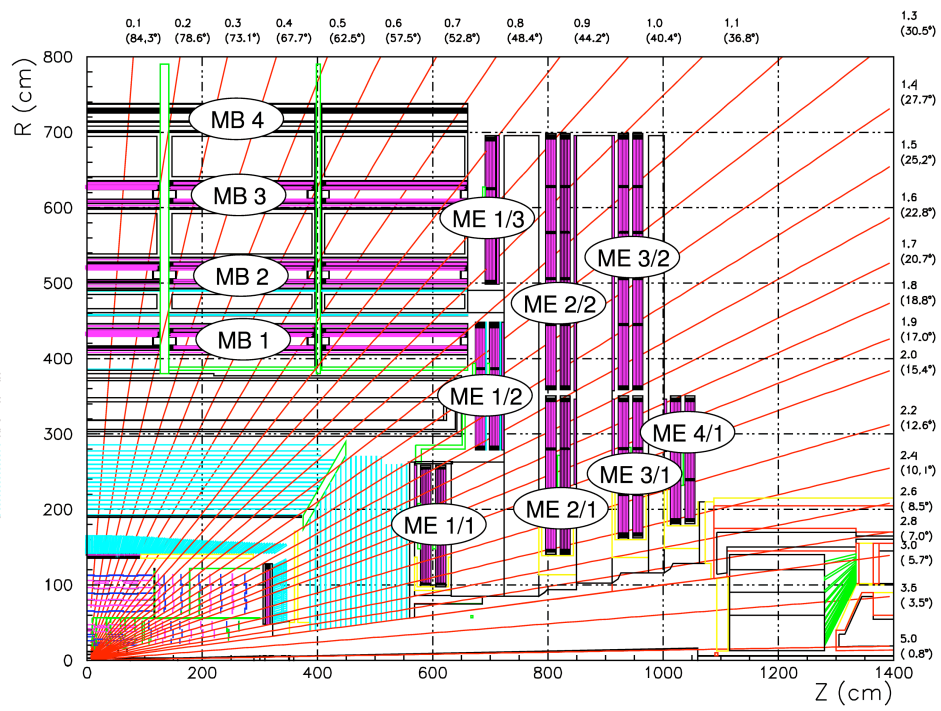 0.1 0.2 0.3 0.4 0.5 0.6 0.7 0.8 0.9 1.0 1.1 1.3
(84,3°) (78.6°) (73.1°) (67.7°) (62.5°) (57.5°) (52.8°) (48.4°) (44.2°) (40.4°) (36.8°) (30.5°)
R (cm)
800
700
600
500
400
300
200
100
0
MB 4
MB 3
MB 2
MB 1
ME 1/3
ME 1/2
ME 1/1
ME 2/2
ME 2/1
ME 3/2
ME 3/1
ME 4/1
1.4
(27.7°)
1.5
(25.2°)
1.6
(22.8°)
1.7
(20.7°)
1.8
(18.8°)
1.9
(17.0°)
2.0
(15.4°)
2.2
(12.6°)
2.4
(10.1°)
2.6
(8.5°)
2.8
(7.0°)
3.0
(5.7°)
3.5
(3.5°)
5.0
(0.8°)
0 200 400 600 800 1000 1200 1400
Z (cm)